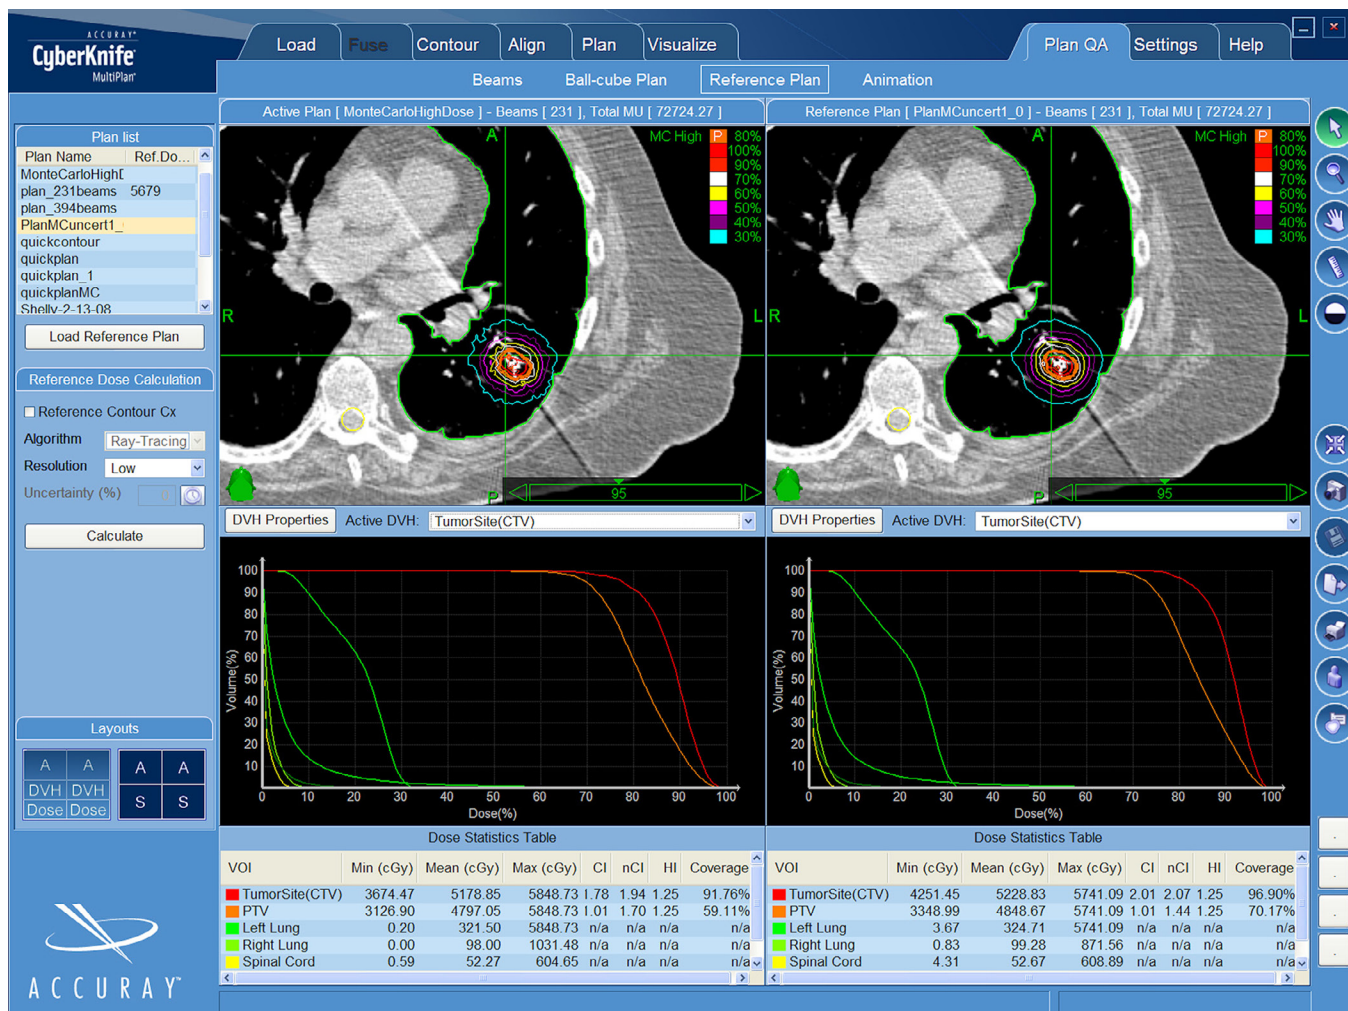 ACCURAY
CyberKnife
MultiPlan
Load Fuse Contour Align Plan Visualize Plan QA Settings Help
Beams Ball-cube Plan Reference Plan Animation
Active Plan [ MonteCarloHighDose ] - Beams [ 231 ], Total MU [ 72724.27 ]
Reference Plan [ PlanMCuncert1_0 ] - Beams [ 231 ], Total MU [ 72724.27 ]
Plan list
Plan Name Ref.Do...
MonteCarloHigh
plan_231beams 5679
plan_394beams
PlanMCuncert1_
quickcontour
quickplan
quickplan_1
quickplanMC
Shelly-2-13-08
Load Reference Plan
Reference Dose Calculation
Reference Contour Cx
Algorithm Ray-Tracing
Resolution Low
Uncertainty (%)
Calculate
Layouts
A A
DVH DVH
Dose Dose
A A
S S
ACCURAY
A
MC High P 80%
100%
90%
70%
60%
50%
40%
30%
R L
P
95
A
MC High P 80%
100%
90%
70%
60%
50%
40%
30%
R L
P
95
DVH Properties Active DVH: TumorSite(CTV)
DVH Properties Active DVH: TumorSite(CTV)
100
90
80
70
60
50
40
30
20
10
Volume(%)
0 10 20 30 40 50 60 70 80 90 100
Dose(%)
100
90
80
70
60
50
40
30
20
10
Volume(%)
0 10 20 30 40 50 60 70 80 90 100
Dose(%)
Dose Statistics Table
VOI Min (cGy) Mean (cGy) Max (cGy) CI nCI HI Coverage
TumorSite(CTV) 3674.47 5178.85 5848.73 1.78 1.94 1.25 91.76%
PTV 3126.90 4797.05 5848.73 1.01 1.70 1.25 59.11%
Left Lung 0.20 321.50 5848.73 n/a n/a n/a n/a
Right Lung 0.00 98.00 1031.48 n/a n/a n/a n/a
Spinal Cord 0.59 52.27 604.65 n/a n/a n/a n/a
Dose Statistics Table
VOI Min (cGy) Mean (cGy) Max (cGy) CI nCI HI Coverage
TumorSite(CTV) 4251.45 5228.83 5741.09 2.01 2.07 1.25 96.90%
PTV 3348.99 4848.67 5741.09 1.01 1.44 1.25 70.17%
Left Lung 3.67 324.71 5741.09 n/a n/a n/a n/a
Right Lung 0.83 99.28 871.56 n/a n/a n/a n/a
Spinal Cord 4.31 52.67 608.89 n/a n/a n/a n/a